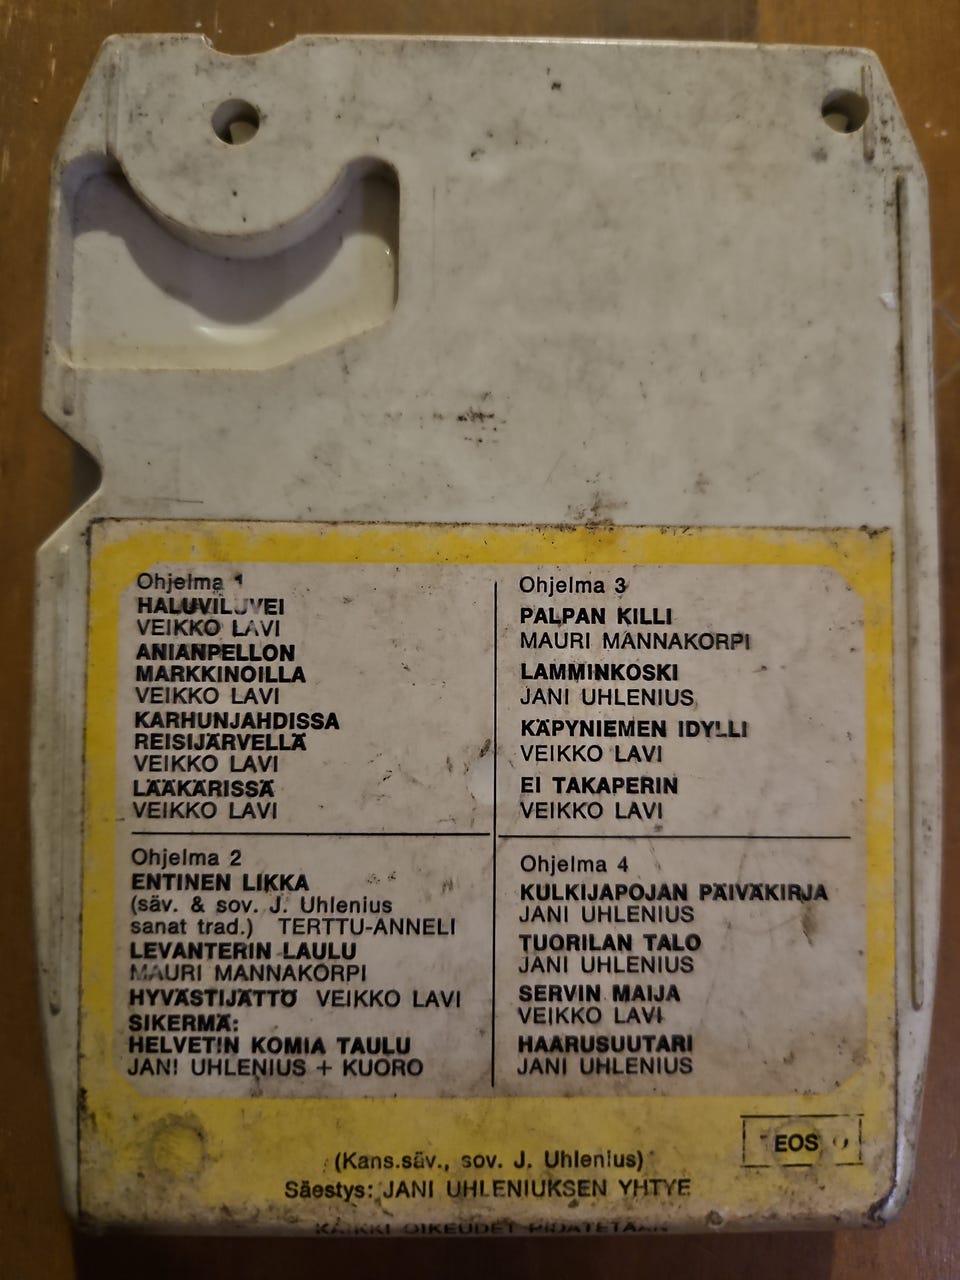 Ohjelma 1
VEIKKO LAVI
ANIANPELLON
MARKKINOILLA
VEIKKO LAVI
KARHUNJAHDISSA
REISIJÄRVELLÄ
VEIKKO LAVI
LÄÄKÄRISSÄ
VEIKKO LAVI
Ohjelma 2
ENTINEN LIKKA
(säv. & sov. J. Uhlenius
sanat trad.) TERTTU-ANNELI
LEVANTERIN LAULU
MAURI MANNAKORPI
HYVÄSTIJÄTTÖ VEIKKO LAVI
SIKERMÄ:
HELVETIN KOMIA TAULU
JANI UHLENIUS + KUORO
Ohjelma 3
PALPAN KILLI
MAURI MANNAKORPI
LAMMINKOSKI
JANI UHLENIUS
KÄPYNIEMEN IDYLLI
VEIKKO LAVI
EI TAKAPERIN
VEIKKO LAVI
Ohjelma 4
KULKIJAPOJAN PÄIVÄKIRJA
JANI UHLENIUS
TUORILAN TALO
JANI UHLENIUS
SERVIN MAIJA
VEIKKO LAVI
HAARUSUUTARI
JANI UHLENIUS
EOS
(Kans.säv., sov. J. Uhlenius)
Säestys: JANI UHLENIUKSEN YHTYE
KAIKKI OIKEUDET PIDÄTETÄÄN